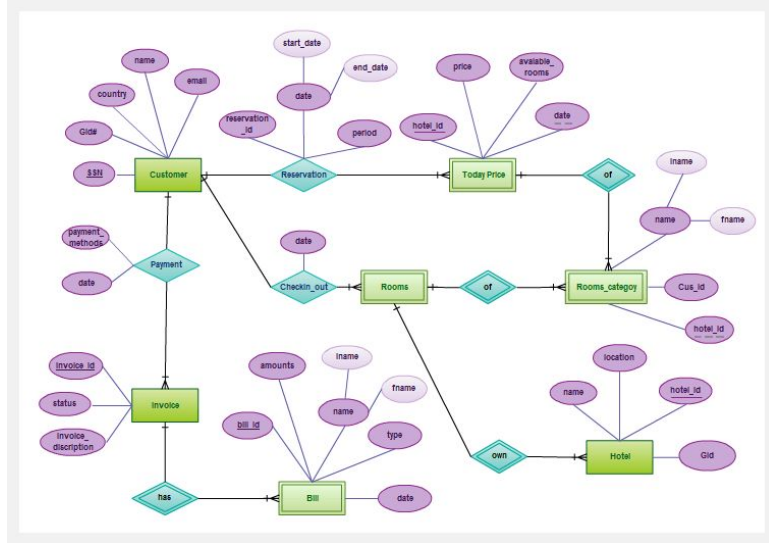 start_date
name
end_date
price
avalable_
rooms
email
country
date
reservation
_id
period
hotel_id
date
GId#
SSN
Customer
Reservation
Today Price
of
lname
name
fname
payment_
methods
Payment
date
date
Checkin_out
Rooms
of
Rooms_categoy
Cus_id
hotel_id
amounts
lname
fname
location
invoice_id
name
name
hotel_id
status
Invoice
bill_id
type
invoice_
discription
own
Hotel
GId
has
Bill
date